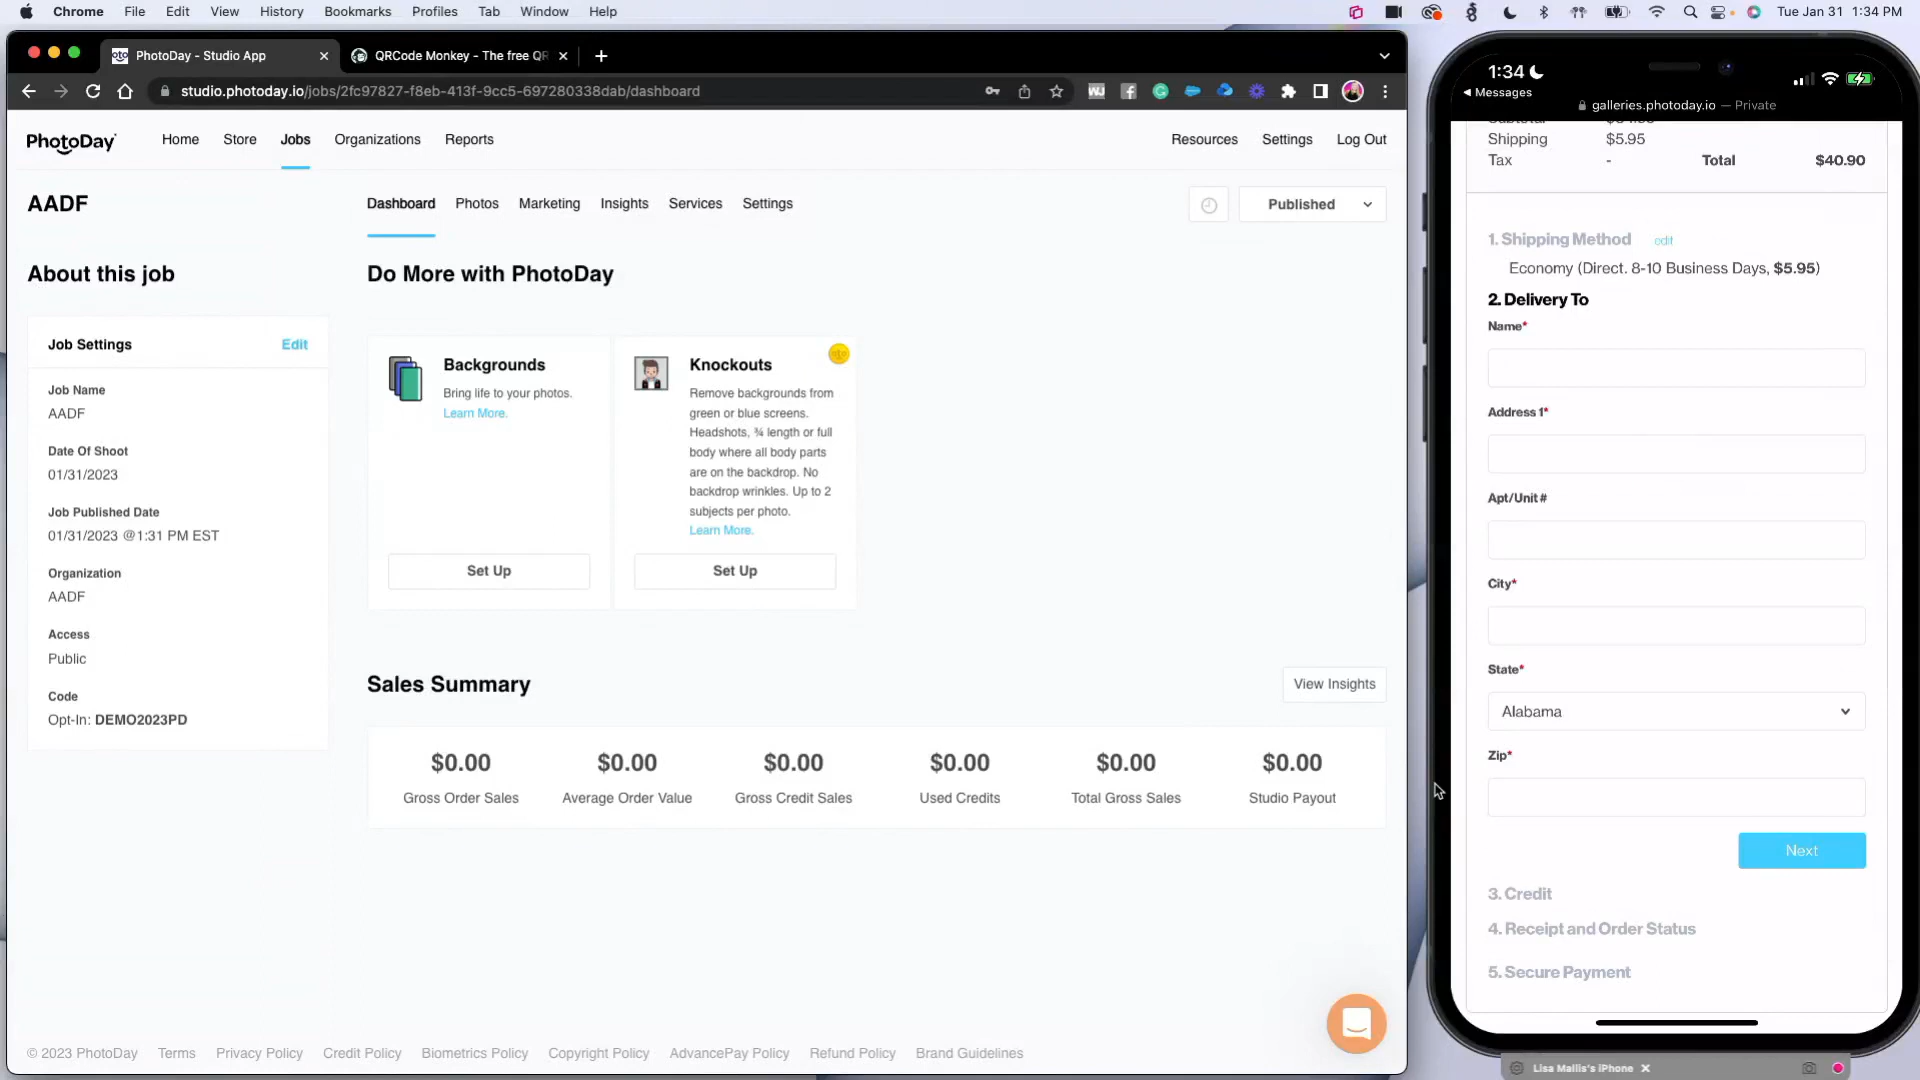 Chrome File Edit View History Bookmarks Profiles Tab Window Help
Tue Jan 31 1:34 PM
PhotoDay - Studio App
QRCode Monkey - The free QR
studio.photoday.io/jobs/2fc97827-f8eb-413f-9cc5-697280338dab/dashboard
PhotoDay Home Store Jobs Organizations Reports
Resources Settings Log Out
AADF
Dashboard Photos Marketing Insights Services Settings
Published
About this job
Job Settings Edit
Job Name
AADF
Date Of Shoot
01/31/2023
Job Published Date
01/31/2023 @1:31 PM EST
Organization
AADF
Access
Public
Code
Opt-In: DEMO2023PD
Do More with PhotoDay
Backgrounds
Bring life to your photos.
Learn More.
Set Up
Knockouts
Remove backgrounds from
green or blue screens.
Headshots, ¾ length or full
body where all body parts
are on the backdrop. No
backdrop wrinkles. Up to 2
subjects per photo.
Learn More.
Set Up
Sales Summary
View Insights
$0.00 $0.00 $0.00 $0.00 $0.00 $0.00
Gross Order Sales Average Order Value Gross Credit Sales Used Credits Total Gross Sales Studio Payout
© 2023 PhotoDay Terms Privacy Policy Credit Policy Biometrics Policy Copyright Policy AdvancePay Policy Refund Policy Brand Guidelines
1:34
Messages
galleries.photoday.io — Private
Shipping $5.95
Tax - Total $40.90
1. Shipping Method edit
Economy (Direct. 8-10 Business Days, $5.95)
2. Delivery To
Name*
Address 1*
Apt/Unit #
City*
State*
Alabama
Zip*
Next
3. Credit
4. Receipt and Order Status
5. Secure Payment
Lisa Mallis's iPhone